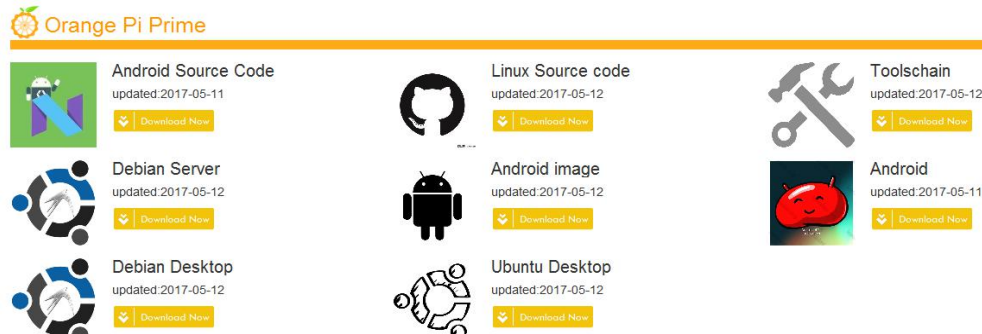 Orange Pi Prime
Android Source Code
updated:2017-05-11
Download Now
Linux Source code
updated:2017-05-12
Download Now
Toolschain
updated:2017-05-12
Download Now
Debian Server
updated:2017-05-12
Download Now
Android image
updated:2017-05-12
Download Now
Android
updated:2017-05-11
Download Now
Debian Desktop
updated:2017-05-12
Download Now
Ubuntu Desktop
updated:2017-05-12
Download Now